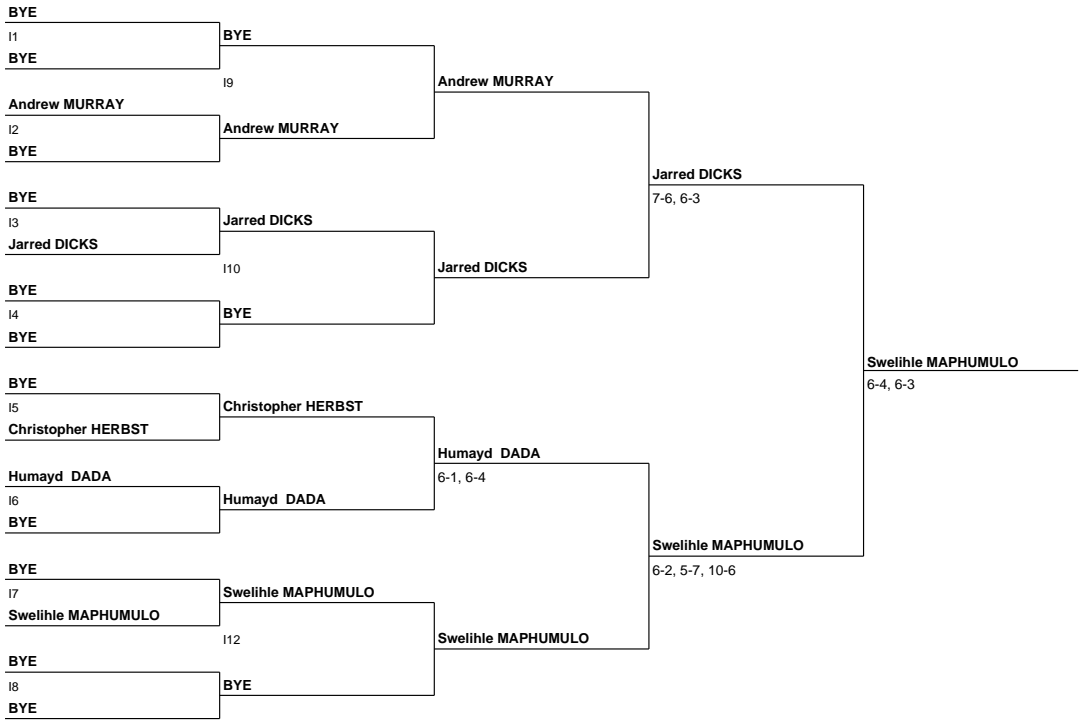 BYE
I1
BYE
BYE
I9
Andrew MURRAY
Andrew MURRAY
I2
Andrew MURRAY
BYE
Jarred DICKS
7-6, 6-3
BYE
I3
Jarred DICKS
Jarred DICKS
I10
Jarred DICKS
BYE
I4
BYE
BYE
Swelihle MAPHUMULO
6-4, 6-3
BYE
I5
Christopher HERBST
Christopher HERBST
Humayd  DADA
6-1, 6-4
Humayd  DADA
I6
Humayd  DADA
BYE
Swelihle MAPHUMULO
6-2, 5-7, 10-6
BYE
I7
Swelihle MAPHUMULO
Swelihle MAPHUMULO
I12
Swelihle MAPHUMULO
BYE
I8
BYE
BYE